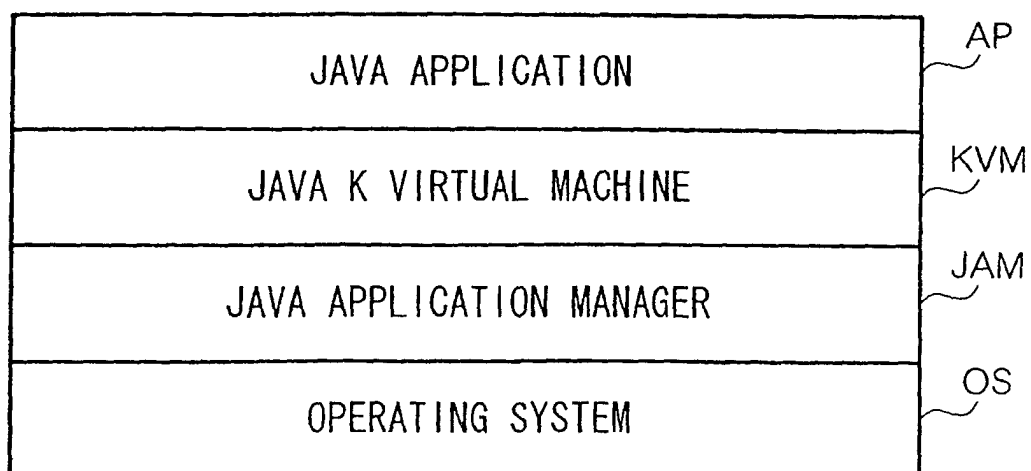 JAVA APPLICATION
AP
JAVA K VIRTUAL MACHINE
KVM
JAVA APPLICATION MANAGER
JAM
OPERATING SYSTEM
OS